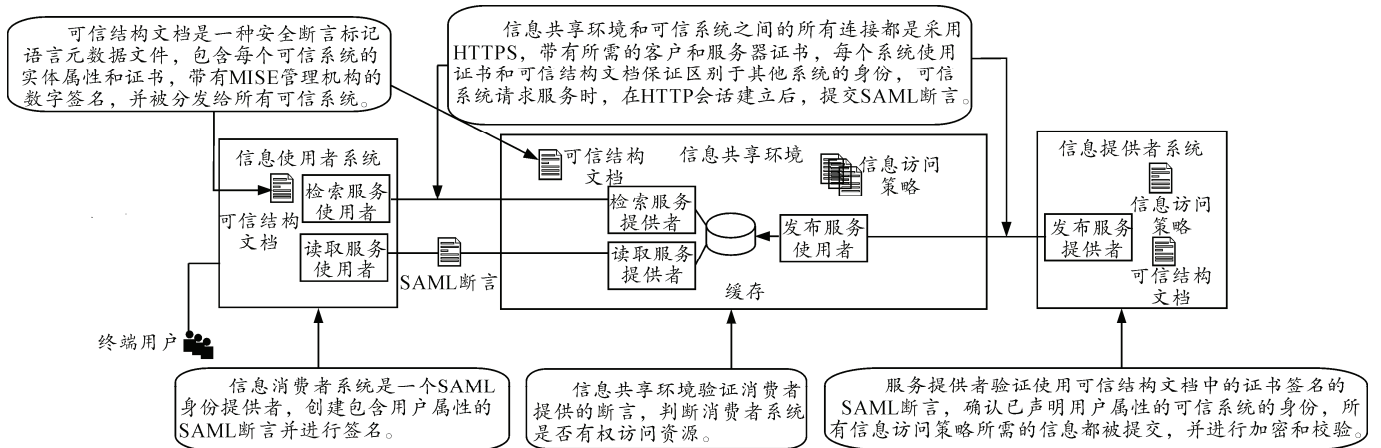 可信结构文档是一种安全断言标记
语言元数据文件，包含每个可信系统的
实体属性和证书，带有MISE管理机构的
数字签名，并被分发给所有可信系统。
信息共享环境和可信系统之间的所有连接都是采用
HTTPS，带有所需的客户和服务器证书，每个系统使用
证书和可信结构文档保证区别于其他系统的身份，可信
系统请求服务时，在HTTP会话建立后，提交SAML断言。
信息使用者系统
可信结构
文档
检索服务
使用者
读取服务
使用者
SAML断言
终端用户
可信结构
文档
信息共享环境
信息访问
策略
检索服务
提供者
读取服务
提供者
缓存
发布服务
使用者
信息提供者系统
信息访问
策略
发布服务
提供者
可信结构
文档
信息消费者系统是一个SAML
身份提供者，创建包含用户属性的
SAML断言并进行签名。
信息共享环境验证消费者
提供的断言，判断消费者系统
是否有权访问资源。
服务提供者验证使用可信结构文档中的证书签名的
SAML断言，确认已声明用户属性的可信系统的身份，所
有信息访问策略所需的信息都被提交，并进行加密和校验。